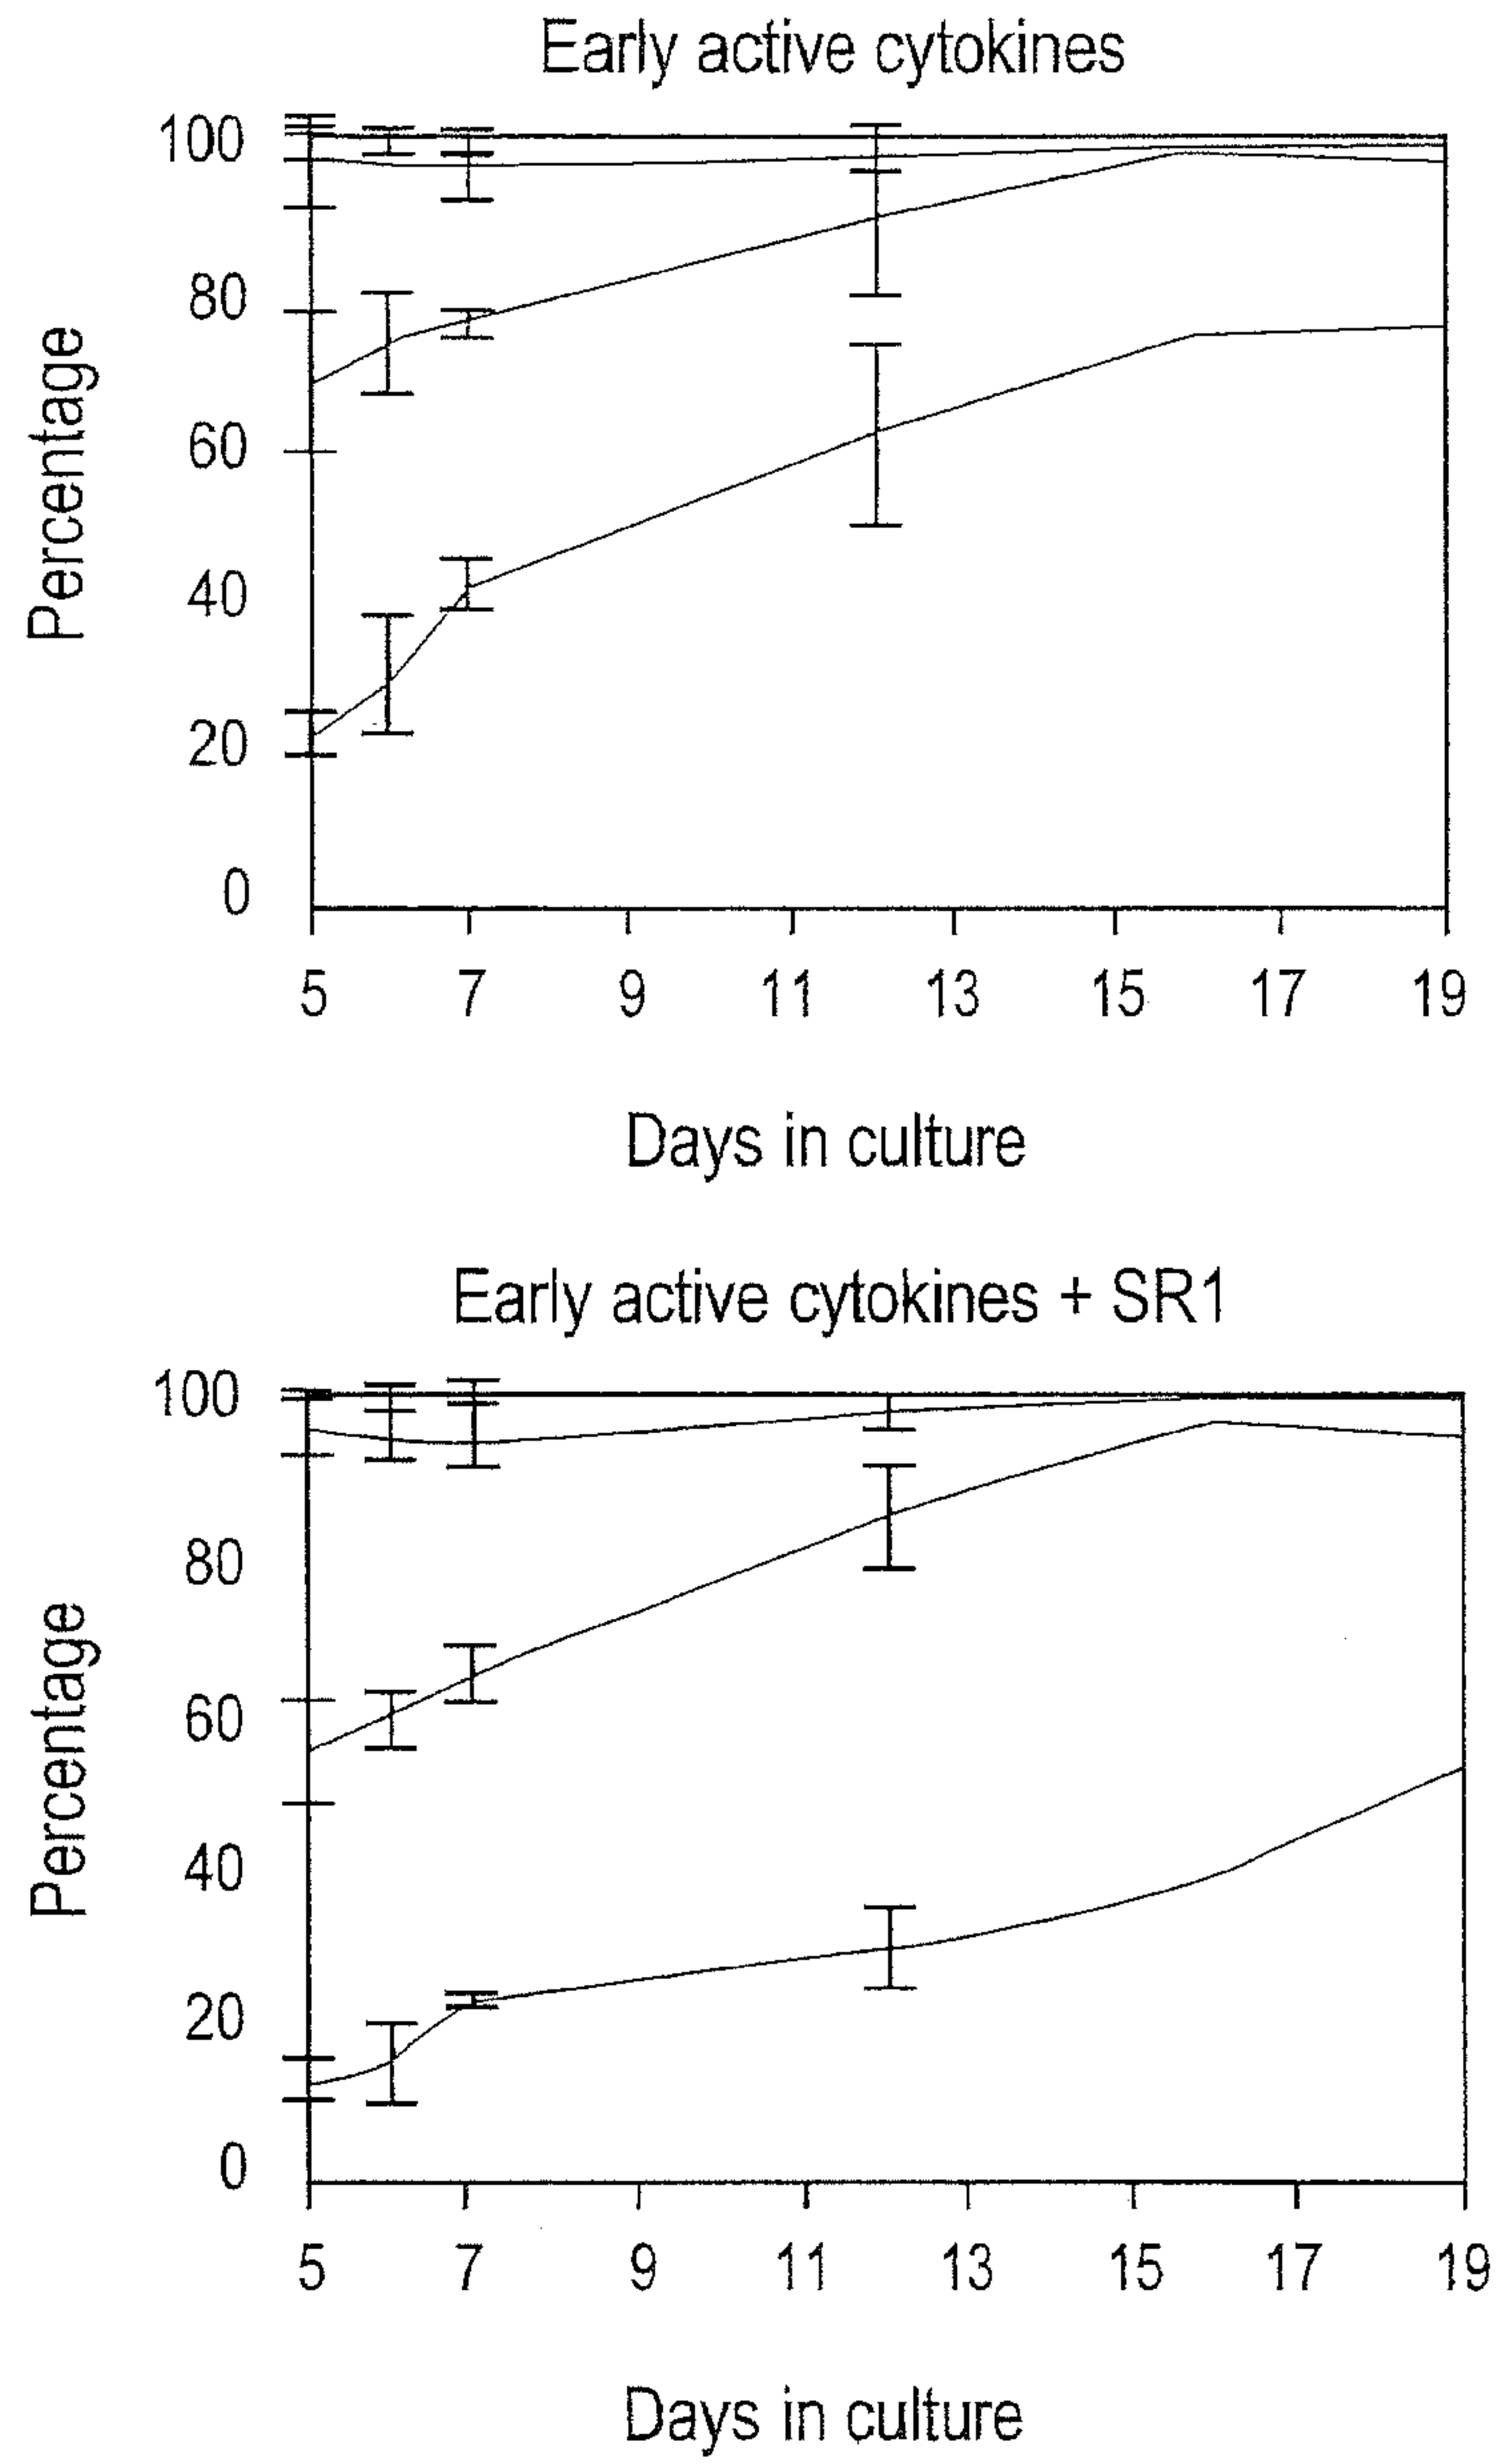 Early active cytokines
100
80
60
40
20
0
Percentage
5 7 9 11 13 15 17 19
Days in culture
Early active cytokines + SR1
100
80
60
40
20
0
Percentage
5 7 9 11 13 15 17 19
Days in culture